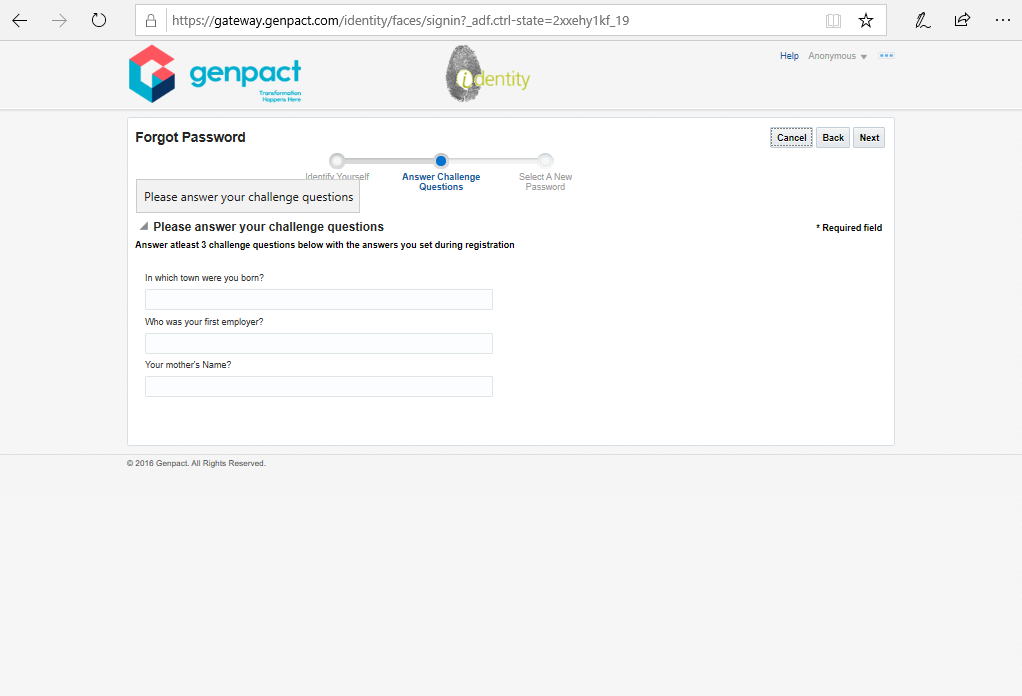 https://gateway.genpact.com/identity/faces/signin?_adf.ctrl-state=2xxehy1kf_19
genpact
Transformation
Happens Here
identity
Help Anonymous
Forgot Password
Cancel Back Next
Identify Yourself
Answer Challenge
Questions
Select A New
Password
Please answer your challenge questions
Please answer your challenge questions
* Required field
Answer atleast 3 challenge questions below with the answers you set during registration
In which town were you born?
Who was your first employer?
Your mother's Name?
© 2016 Genpact. All Rights Reserved.